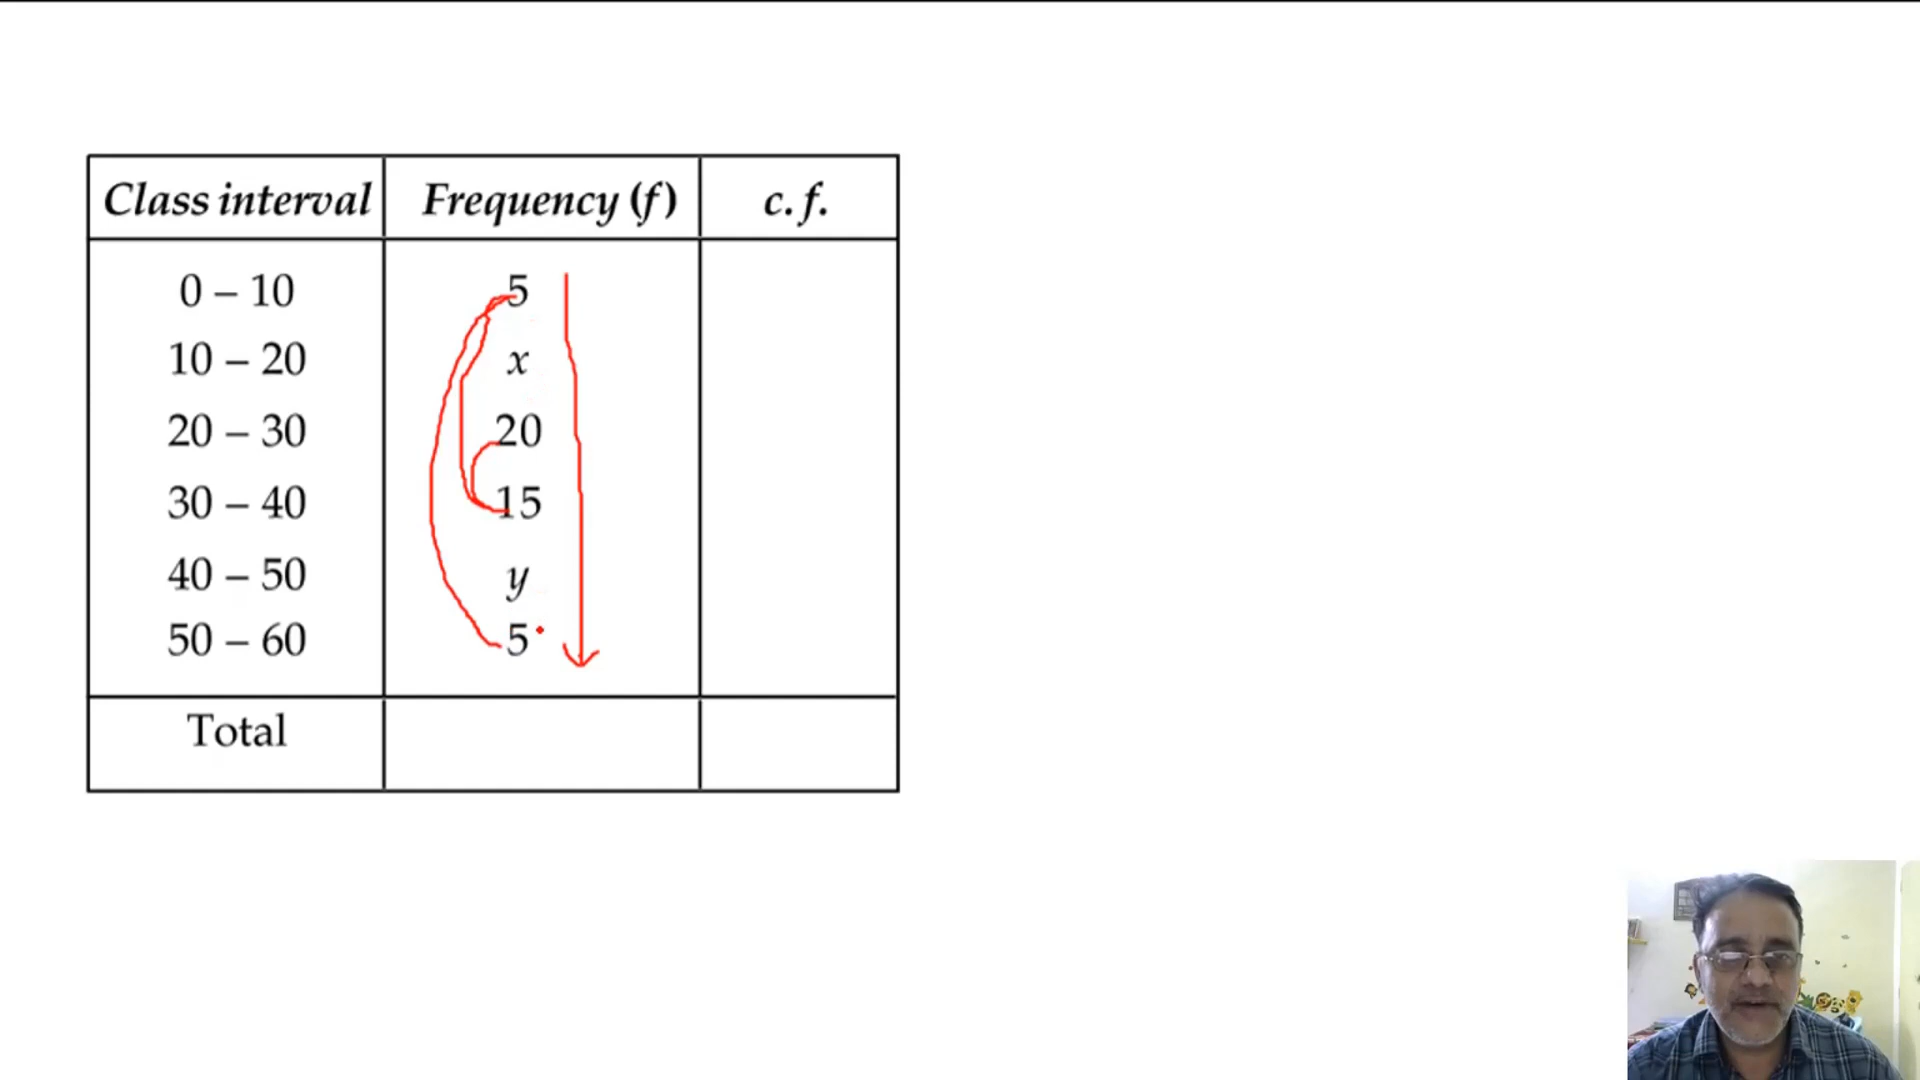 Class interval Frequency (f) c. f.
0 – 10 5
10 – 20 x
20 – 30 20
30 – 40 15
40 – 50 y
50 – 60 5
Total